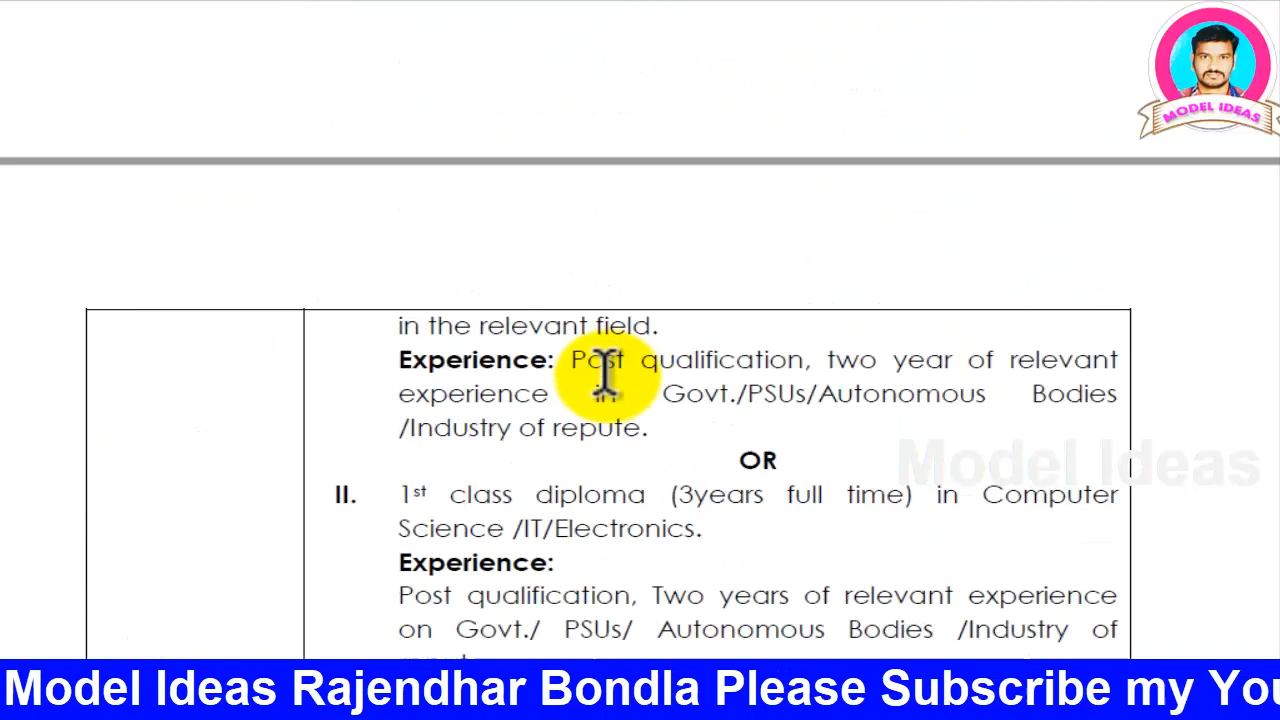 MODEL IDEAS
in the relevant field.
Experience: Post qualification, two year of relevant
experience in Govt./PSUs/Autonomous Bodies
/Industry of repute.
OR
Model Ideas
II. 1st class diploma (3years full time) in Computer
Science /IT/Electronics.
Experience:
Post qualification, Two years of relevant experience
on Govt./ PSUs/ Autonomous Bodies /Industry of
Model Ideas Rajendhar Bondla Please Subscribe my You